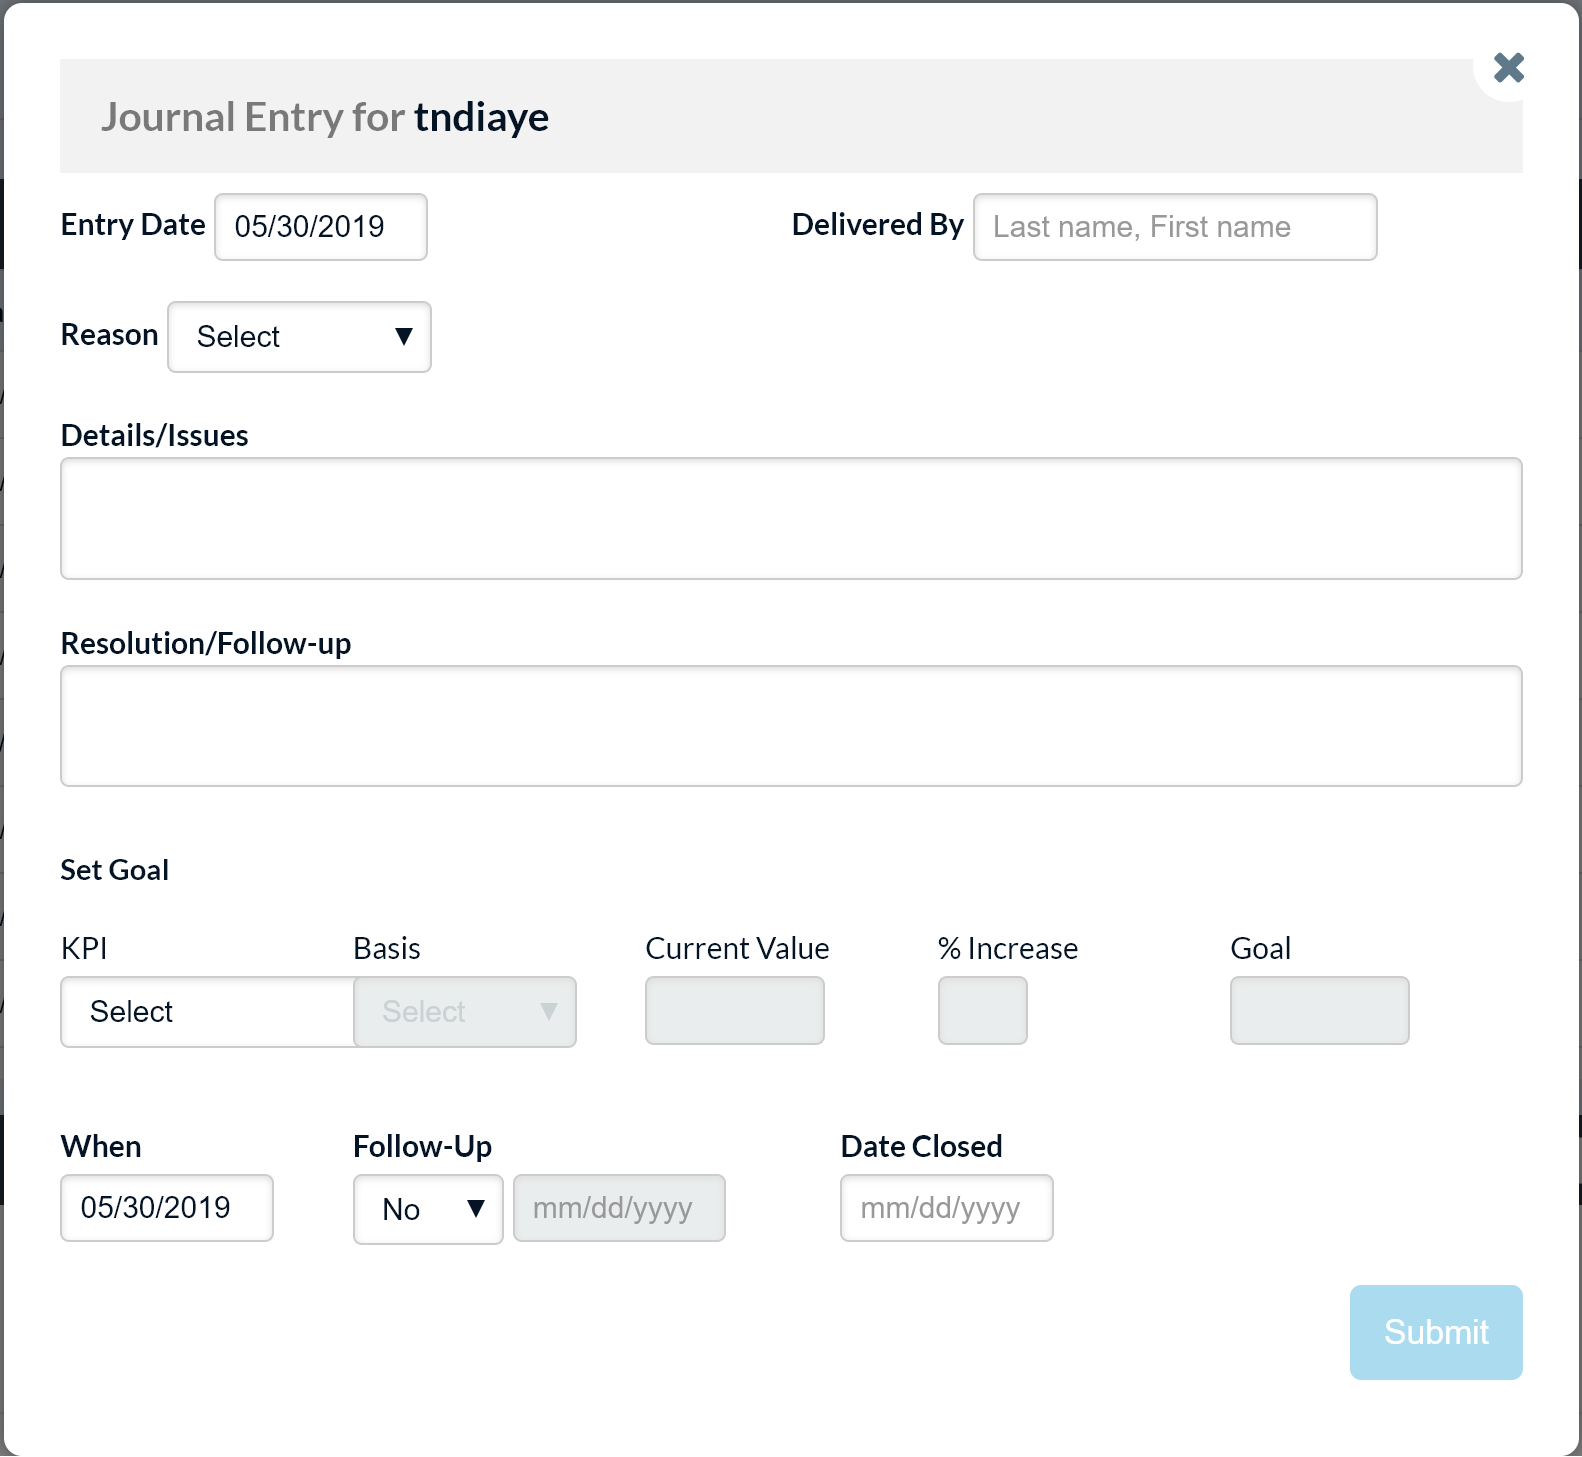 Journal Entry for tndiaye
Entry Date 05/30/2019 Delivered By Last name, First name
Reason Select
Details/Issues
Resolution/Follow-up
Set Goal
KPI Basis Current Value % Increase Goal
Select Select
When Follow-Up Date Closed
05/30/2019 No mm/dd/yyyy mm/dd/yyyy
Submit